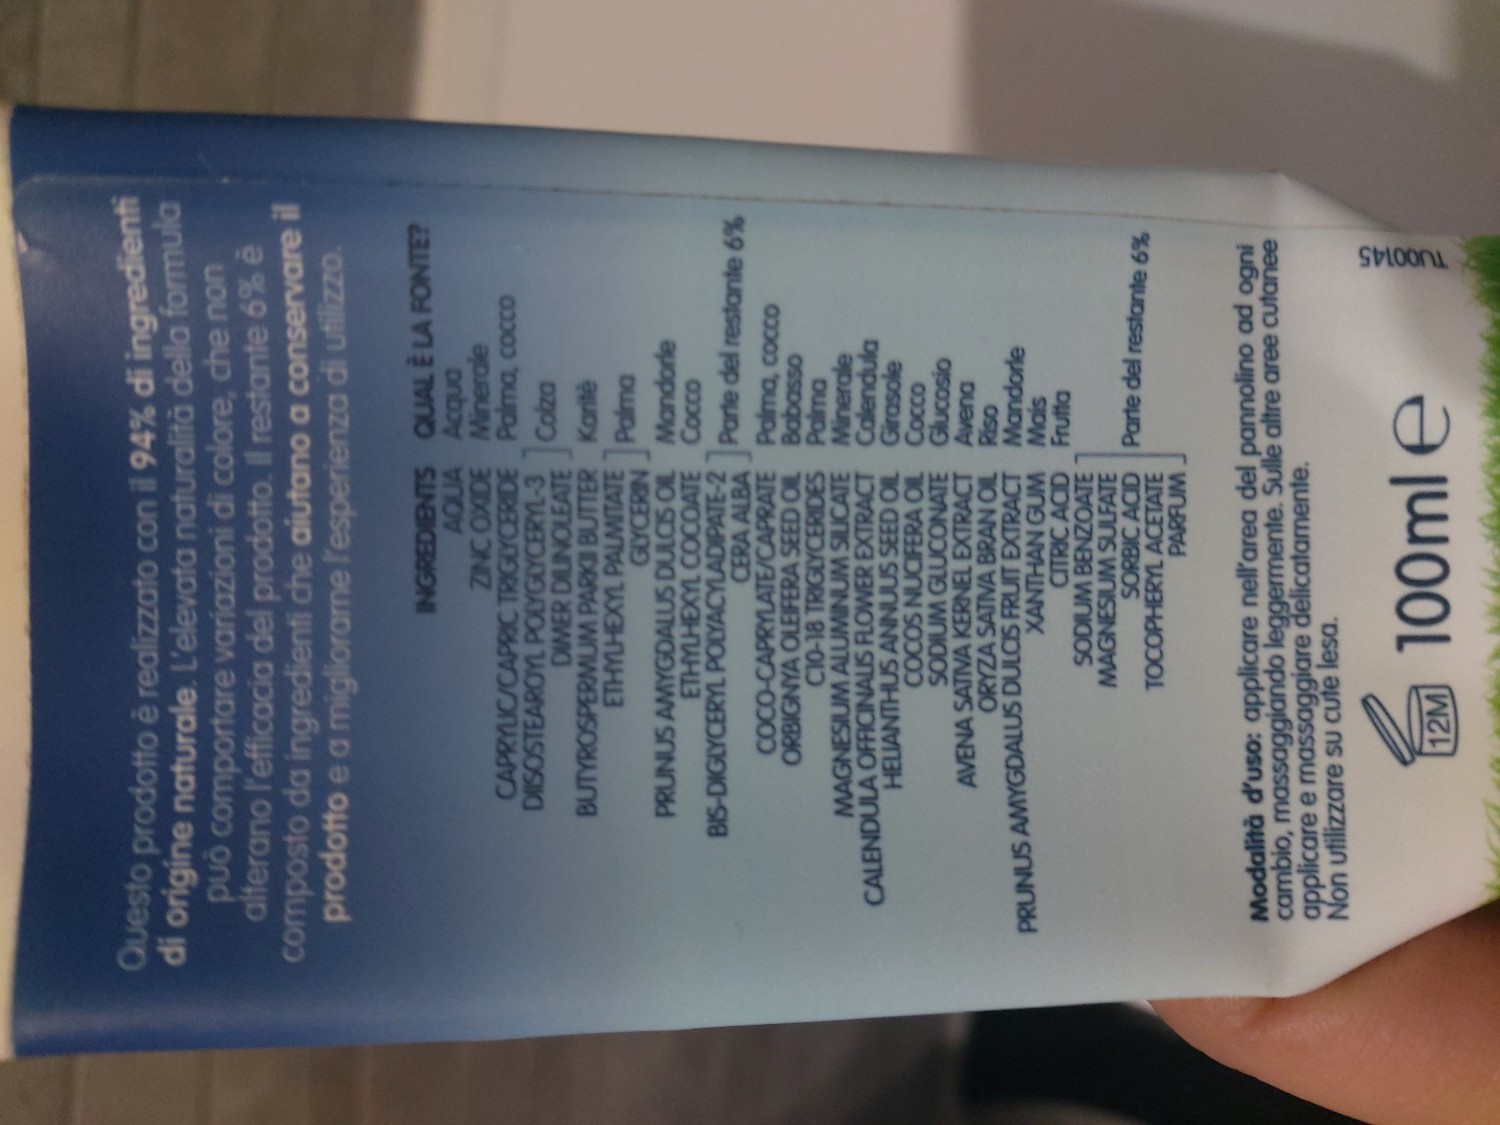 Questo prodotto è realizzato con il 94% di ingredienti
di origine naturale. L'elevata naturalità della formula
può comportare variazioni di colore, che non
alterano l'efficacia del prodotto. Il restante 6% è
composto da ingredienti che aiutano a conservare il
prodotto e a migliorarne l'esperienza di utilizzo.
INGREDIENTS QUAL È LA FONTE?
AQUA Acqua
ZINC OXIDE Minerale
CAPRYLIC/CAPRIC TRIGLYCERIDE Palma, cocco
DIISOSTEAROYL POLYGLYCERYL-3
DIMER DILINOLEATE Colza
BUTYROSPERMUM PARKII BUTTER Karitè
ETHYLHEXYL PALMITATE
GLYCERIN Palma
PRUNUS AMYGDALUS DULCIS OIL Mandorle
ETHYLHEXYL COCOATE Cocco
BIS-DIGLYCERYL POLYACYLADIPATE-2
CERA ALBA Parte del restante 6%
COCO-CAPRYLATE/CAPRATE Palma, cocco
ORBIGNYA OLEIFERA SEED OIL Babasso
C10-18 TRIGLYCERIDES Palma
MAGNESIUM ALUMINUM SILICATE Minerale
CALENDULA OFFICINALIS FLOWER EXTRACT Calendula
HELIANTHUS ANNUUS SEED OIL Girasole
COCOS NUCIFERA OIL Cocco
SODIUM GLUCONATE Glucosio
AVENA SATIVA KERNEL EXTRACT Avena
ORYZA SATIVA BRAN OIL Riso
PRUNUS AMYGDALUS DULCIS FRUIT EXTRACT Mandorle
XANTHAN GUM Mais
CITRIC ACID Frutta
SODIUM BENZOATE
MAGNESIUM SULFATE
SORBIC ACID Parte del restante 6%
TOCOPHERYL ACETATE
PARFUM
Modalità d'uso: applicare nell'area del pannolino ad ogni
cambio, massaggiando leggermente. Sulle altre aree cutanee
applicare e massaggiare delicatamente.
Non utilizzare su cute lesa.
12M 100ml e
TU00145